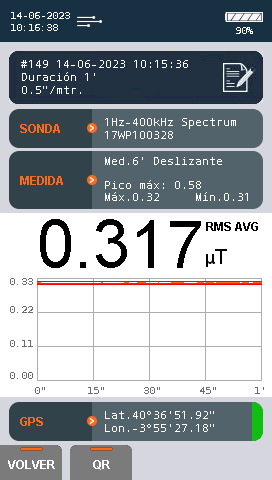 14-06-2023
10:16:38
90%
#149 14-06-2023 10:15:36
Duración 1'
0.5"/mtr.
SONDA
1Hz-400kHz Spectrum
17WP100328
MEDIDA
Med.6' Deslizante
Pico máx: 0.58
Máx.0.32 Mín.0.31
0.317 RMS AVG
µT
0.33
0.22
0.11
0.00
0" 15" 30" 45" 1'
GPS
Lat.40°36'51.92"
Lon.-3°55'27.18"
VOLVER QR